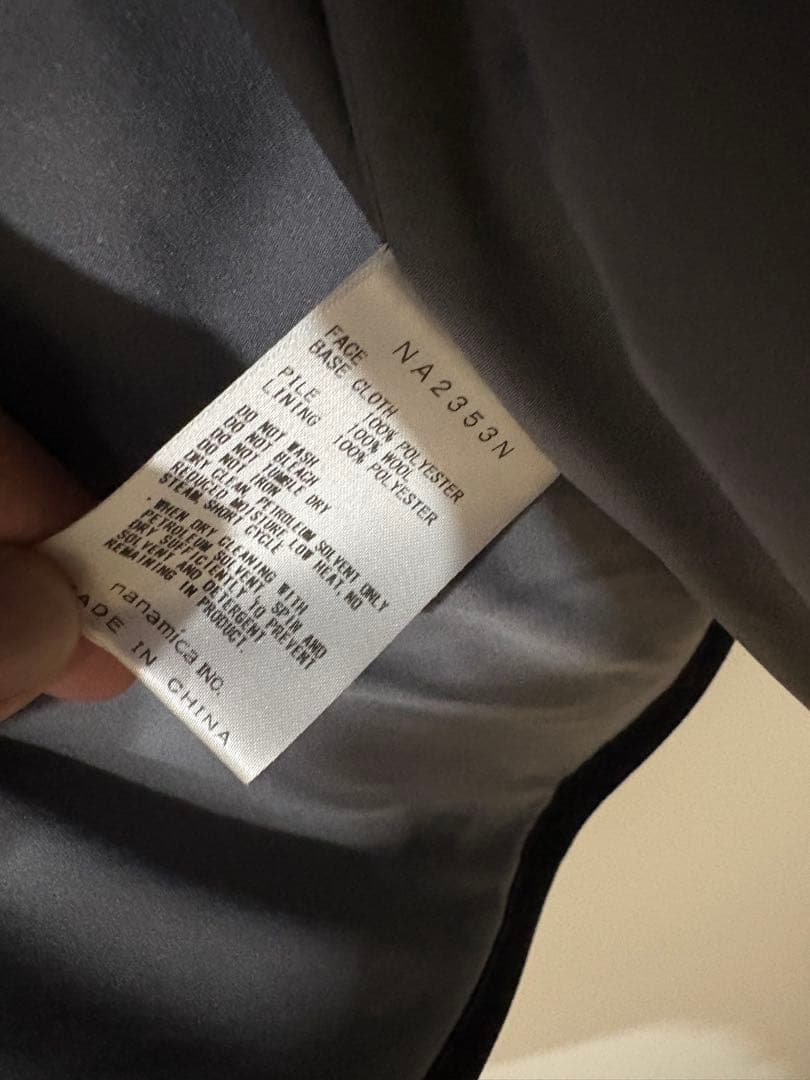 NA2353N
FACE
BASE CLOTH 100% POLYESTER
PILE 100% WOOL
LINING 100% POLYESTER
DO NOT WASH
DO NOT BLEACH
DO NOT TUMBLE DRY
DO NOT IRON
DRY CLEAN, PETROLEUM SOLVENT ONLY
REDUCED MOISTURE, LOW HEAT, NO
STEAM, SHORT CYCLE
· WHEN DRY CLEANING WITH
PETROLEUM SOLVENT, SPIN AND
DRY SUFFICIENTLY TO PREVENT
SOLVENT AND DETERGENT
REMAINING IN PRODUCT.
nanamica INC.
ADE IN CHINA